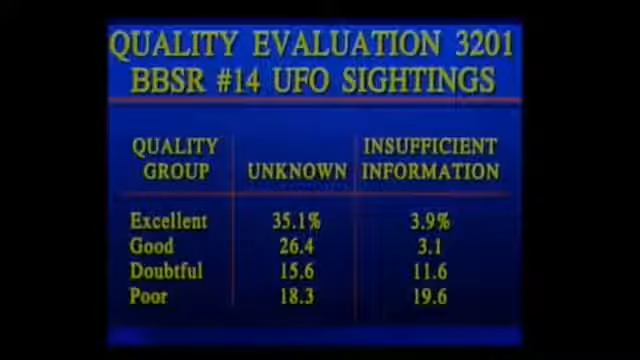 QUALITY EVALUATION 3201
BBSR #14 UFO SIGHTINGS
QUALITY GROUP UNKNOWN INSUFFICIENT INFORMATION
Excellent 35.1% 3.9%
Good 26.4 3.1
Doubtful 15.6 11.6
Poor 18.3 19.6